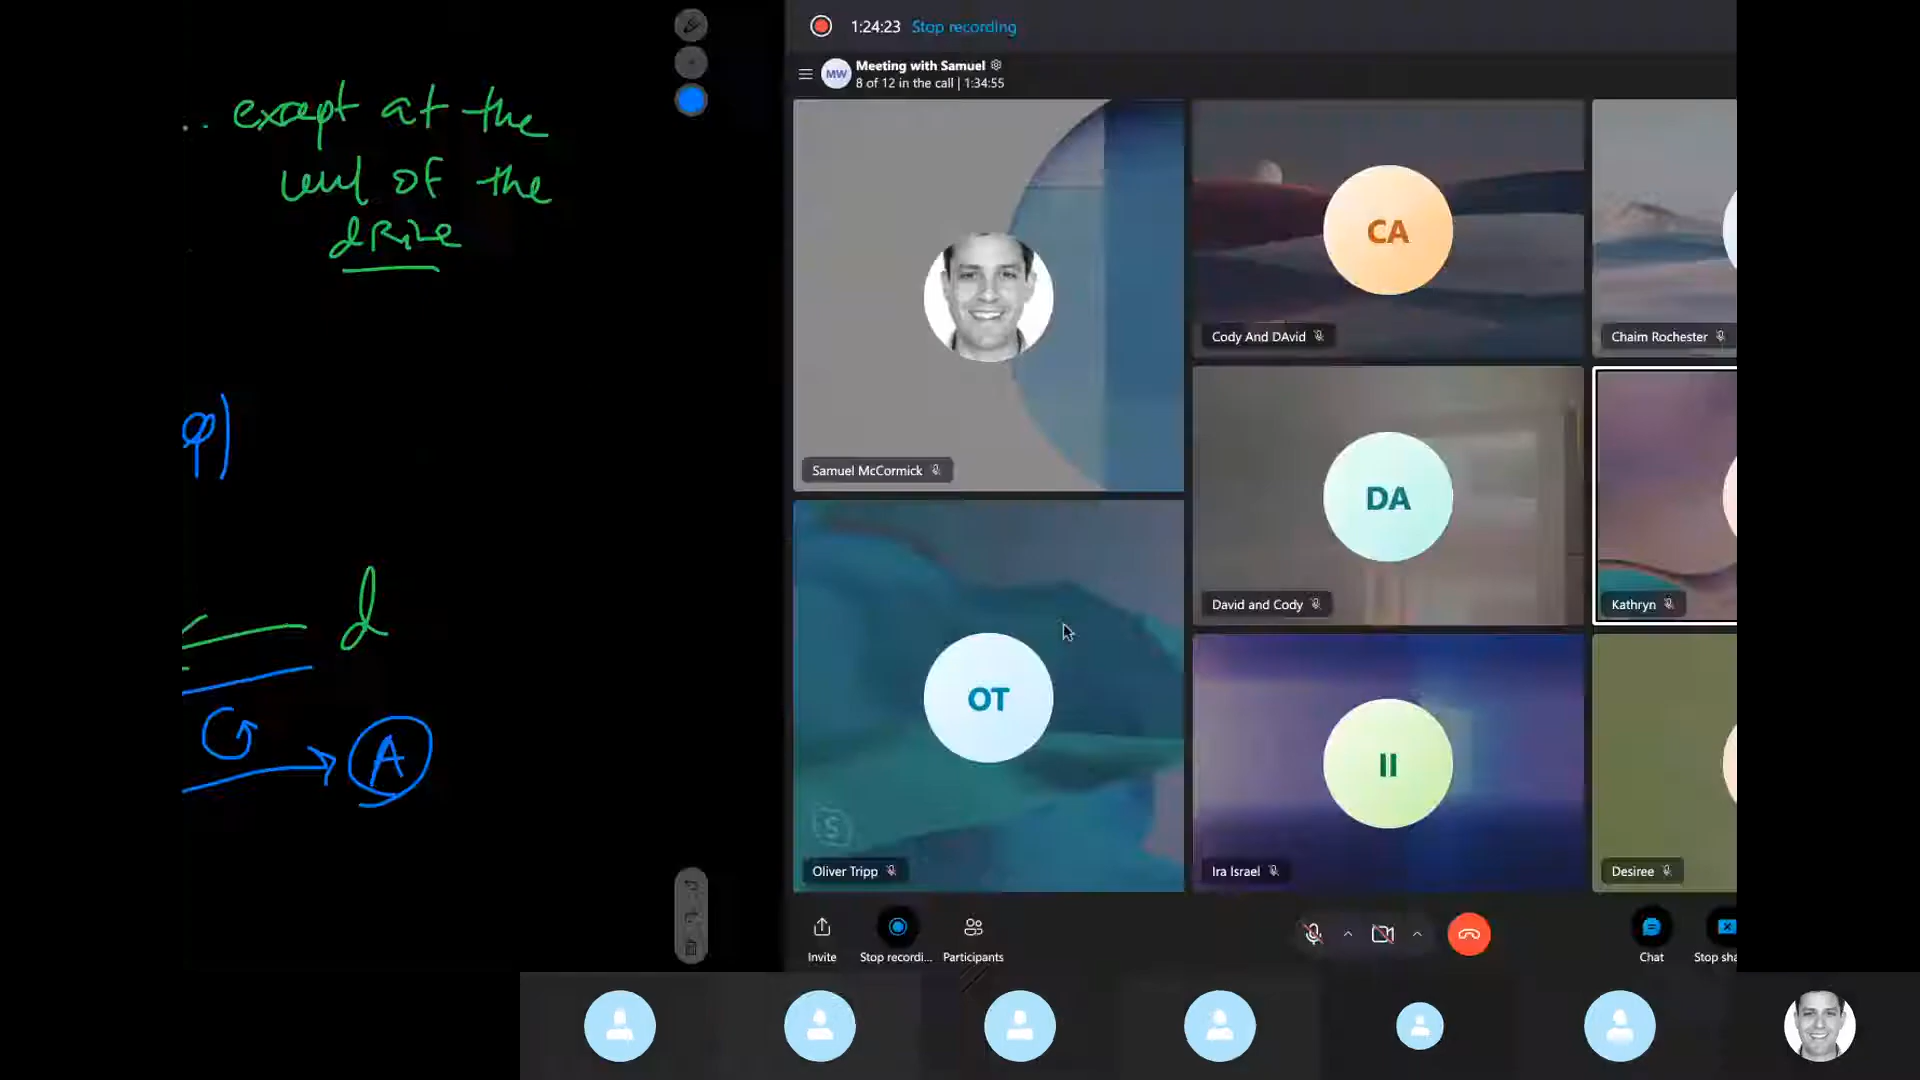 .. except at the
of the
dRive
φ)
d
A
1:24:23 Stop recording
MW Meeting with Samuel
8 of 12 in the call | 1:34:55
Samuel McCormick
CA
Cody And DAvid
Chaim Rochester
DA
David and Cody
Kathryn
OT
S
Oliver Tripp
II
Ira Israel
Desiree
Invite
Stop recordi...
Participants
Chat
Stop sha